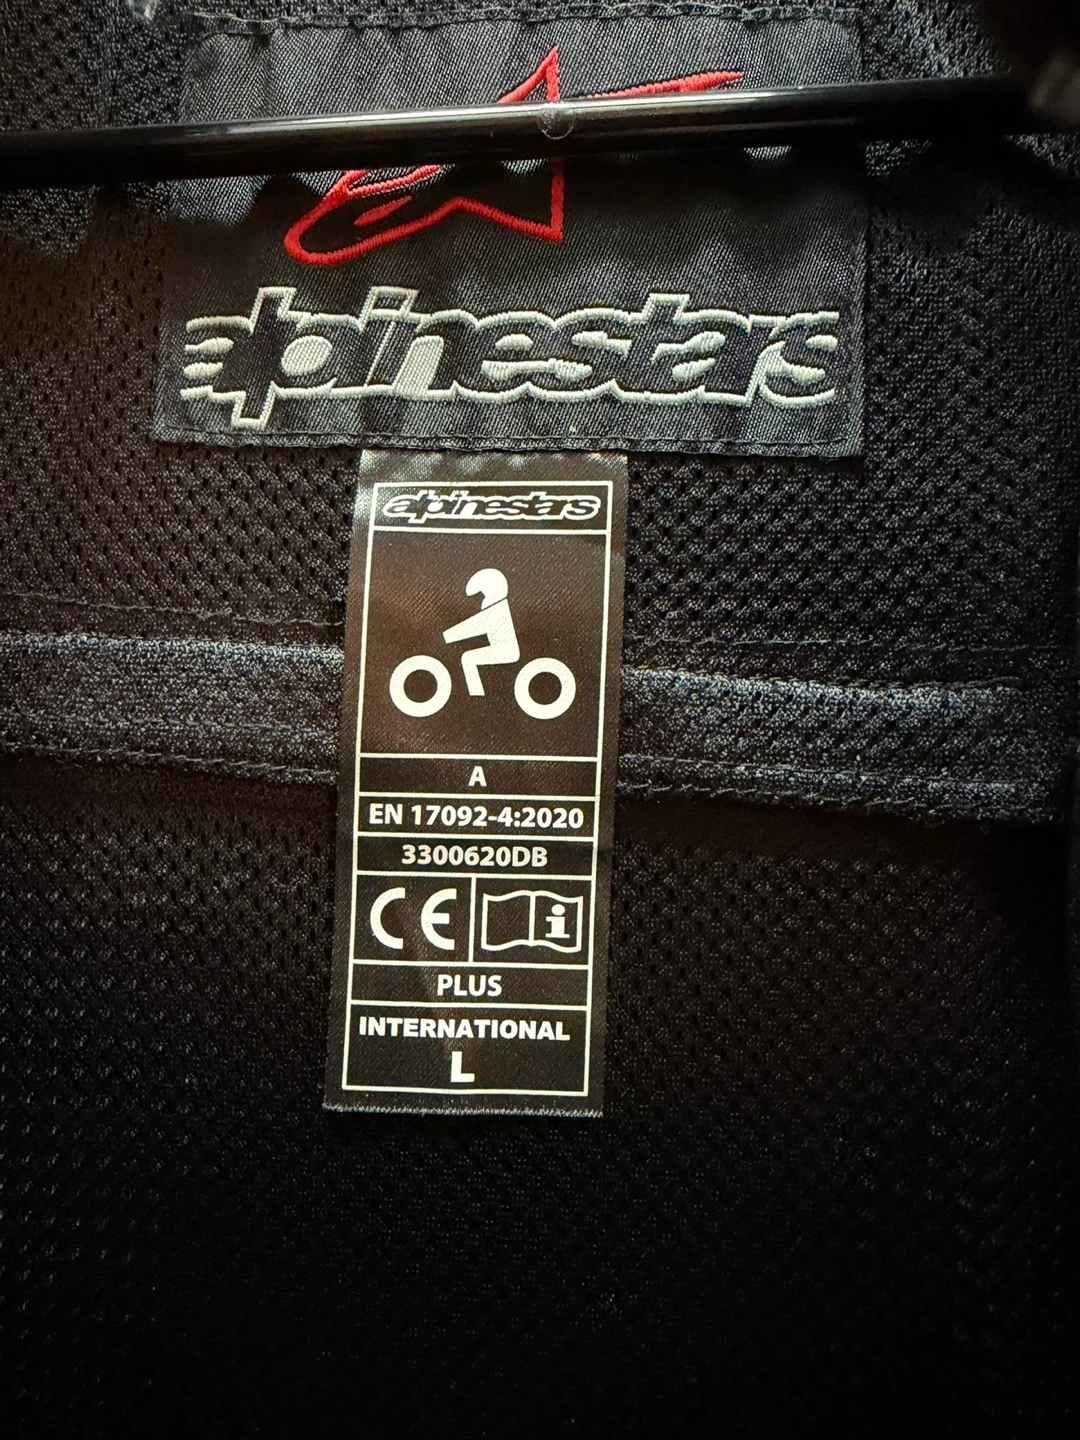 alpinestars
alpinestars
A
EN 17092-4:2020
3300620DB
CE i
PLUS
INTERNATIONAL
L